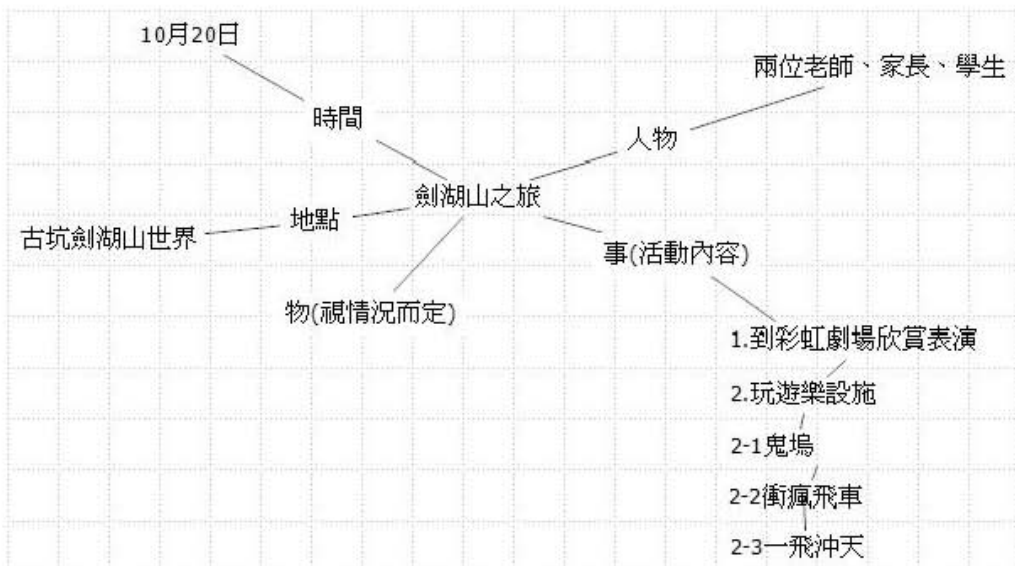 10月20日
兩位老師、家長、學生
時間
人物
劍湖山之旅
地點
古坑劍湖山世界
事(活動內容)
物(視情況而定)
1.到彩虹劇場欣賞表演
2.玩遊樂設施
2-1鬼塢
2-2衝瘋飛車
2-3一飛沖天